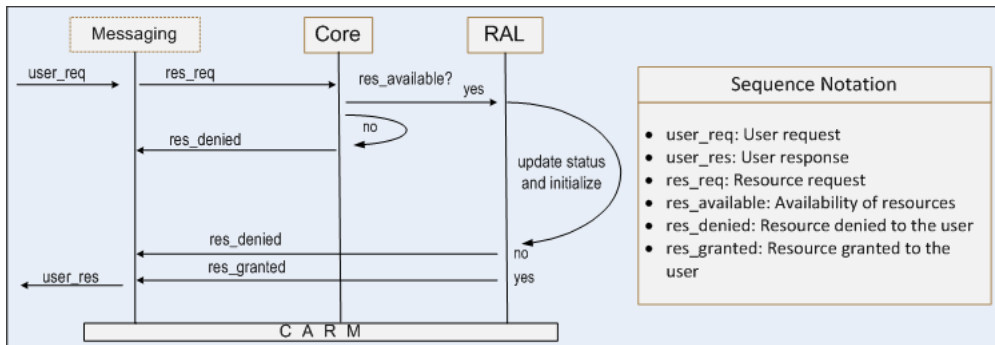 Messaging
Core
RAL
user_req
res_req
res_available?
yes
no
res_denied
update status
and initialize
res_denied
no
res_granted
yes
user_res
C A R M
Sequence Notation
• user_req: User request
• user_res: User response
• res_req: Resource request
• res_available: Availability of resources
• res_denied: Resource denied to the user
• res_granted: Resource granted to the
user